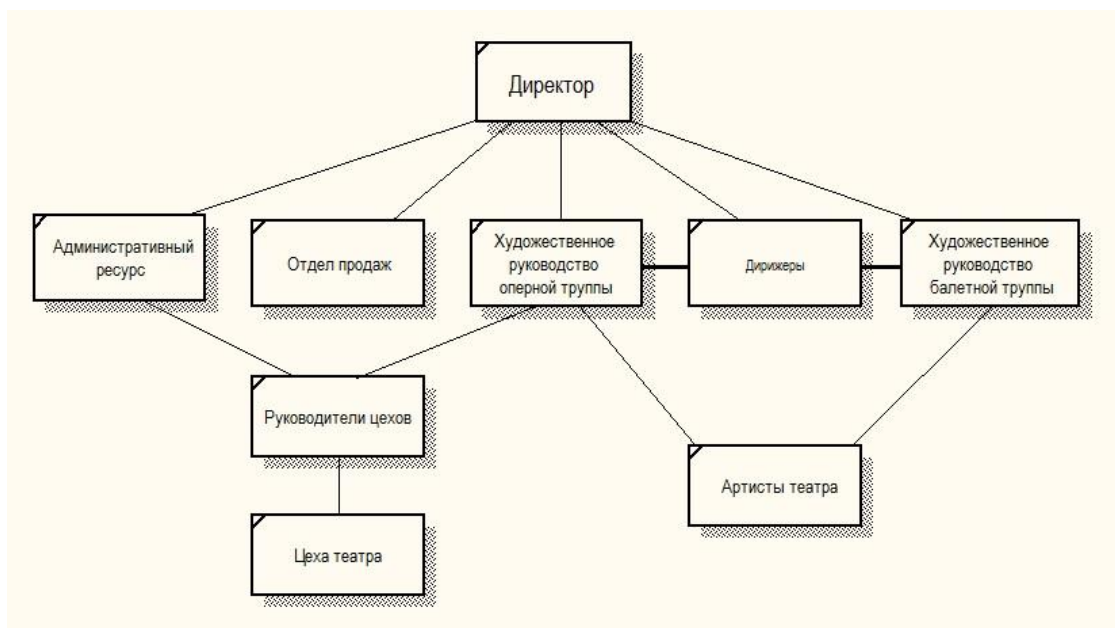 Директор
Административный
ресурс
Отдел продаж
Художественное
руководство
оперной труппы
Дирижеры
Художественное
руководство
балетной труппы
Руководители цехов
Артисты театра
Цеха театра